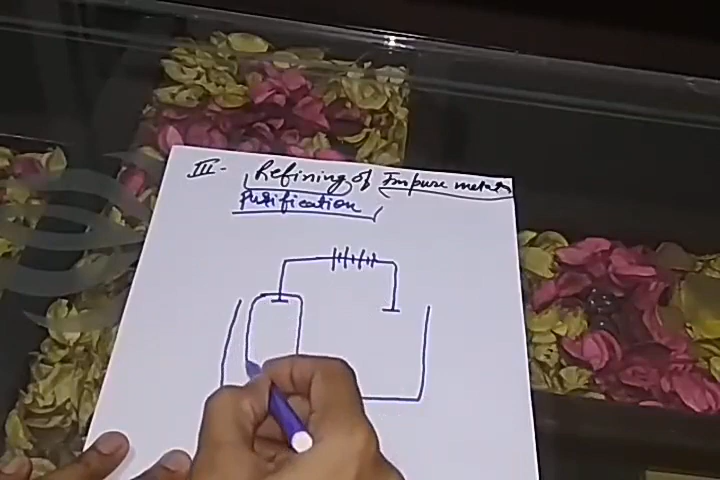 III- Refining of Impure metals
Purification